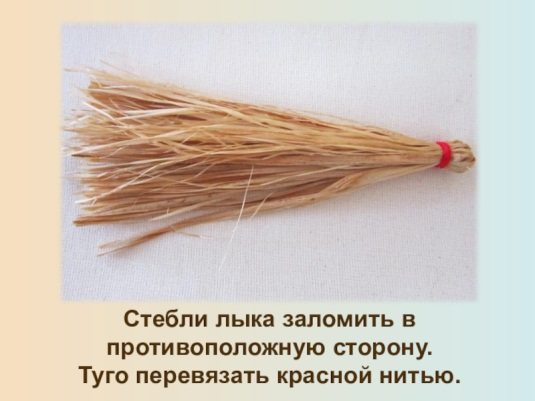 Стебли лыка заломить в
противоположную сторону.
Туго перевязать красной нитью.